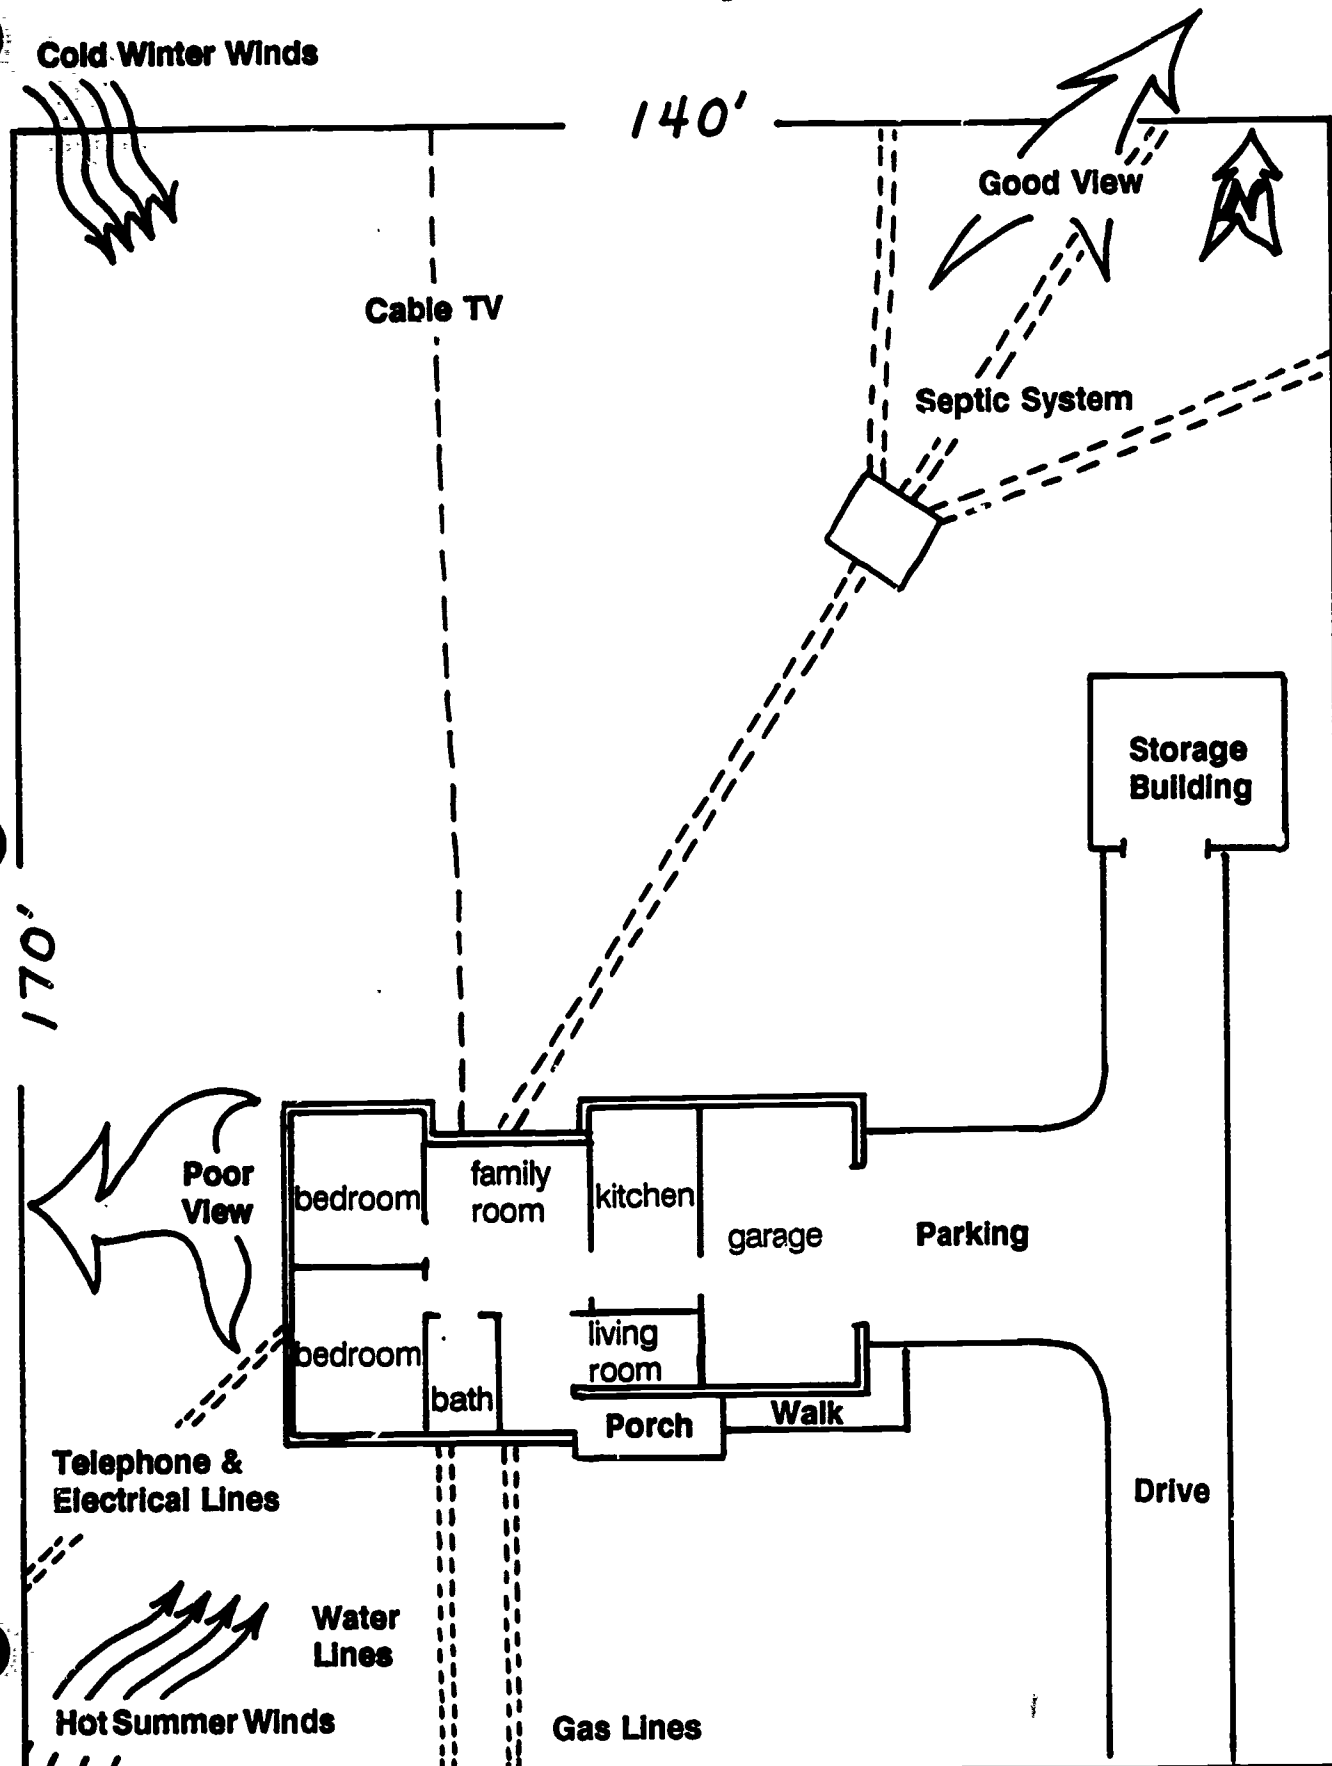 Cold Winter Winds
140'
Good View
N
Cable TV
Septic System
Storage
Building
170'
Poor
View
bedroom
family
room
kitchen
garage
Parking
bedroom
bath
living
room
Porch
Walk
Telephone &
Electrical Lines
Drive
Water
Lines
Hot Summer Winds
Gas Lines